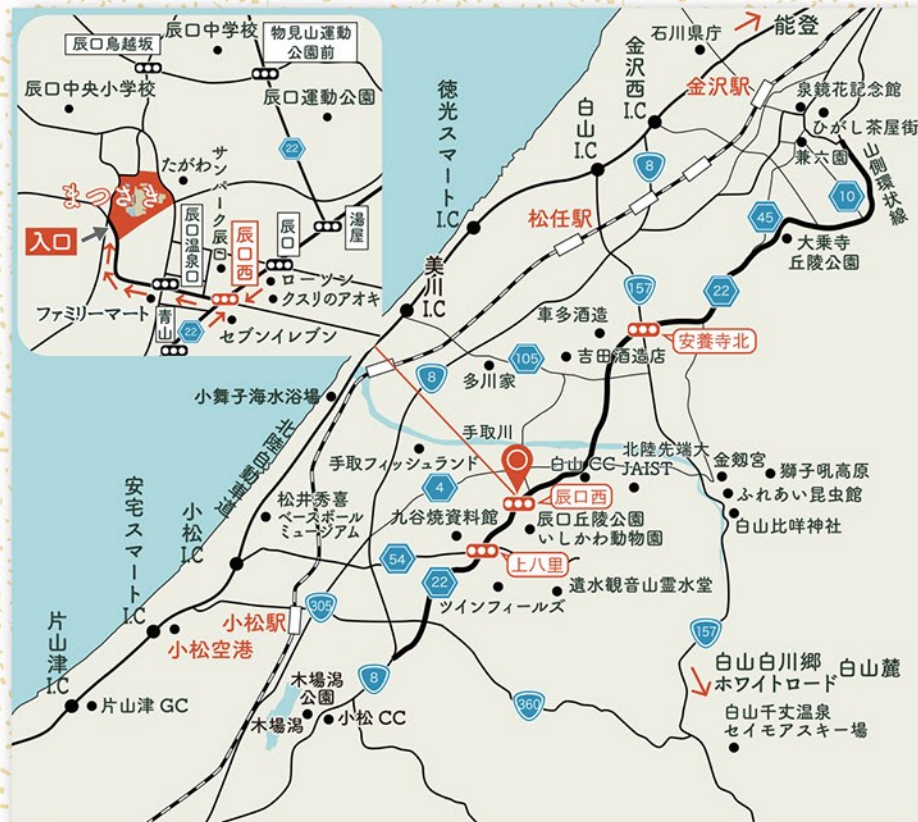 辰口鳥越坂
辰口中学校
物見山運動
公園前
辰口中央小学校
辰口運動公園
22
たがわ
サンパーク辰口
まつさき
入口
辰口温泉口
辰口西
辰口
湯屋
ローソン
クスリのアオキ
ファミリーマート
青山
22
セブンイレブン
能登
石川県庁
金沢西I.C
金沢駅
泉鏡花記念館
ひがし茶屋街
兼六園
山側環状線
徳光スマートI.C
白山I.C
8
10
45
松任駅
大乗寺
丘陵公園
美川I.C
157
22
車多酒造
安養寺北
吉田酒造店
105
多川家
8
小舞子海水浴場
北陸自動車道
手取川
手取フィッシュランド
白山CC
北陸先端大
JAIST
金劔宮
獅子吼高原
ふれあい昆虫館
白山比咩神社
4
辰口西
安宅スマートI.C
小松I.C
松井秀喜
ベースボール
ミュージアム
九谷焼資料館
辰口丘陵公園
いしかわ動物園
54
上八里
22
ツインフィールズ
遣水観音山霊水堂
305
小松駅
小松空港
片山津I.C
片山津 GC
157
白山白川郷
ホワイトロード
白山麓
8
木場潟
公園
木場潟
小松 CC
360
白山千丈温泉
セイモアスキー場